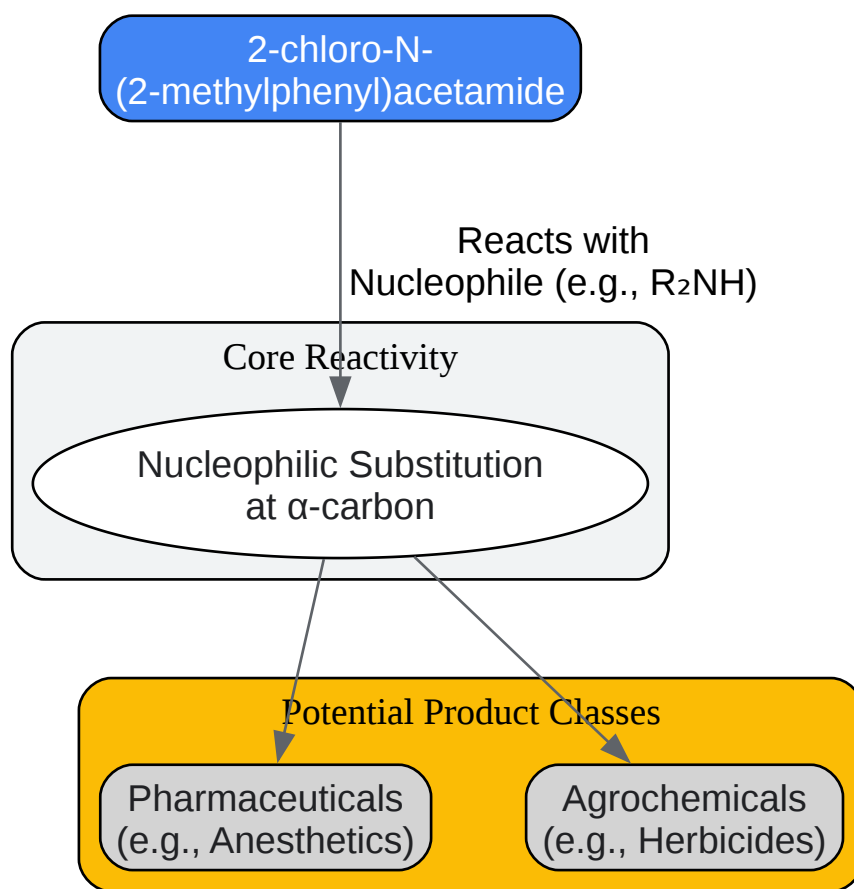 2-chloro-N-
(2-methylphenyl)acetamide
Reacts with
Nucleophile (e.g., R₂NH)
Core Reactivity
Nucleophilic Substitution
at α-carbon
Potential Product Classes
Pharmaceuticals
(e.g., Anesthetics)
Agrochemicals
(e.g., Herbicides)